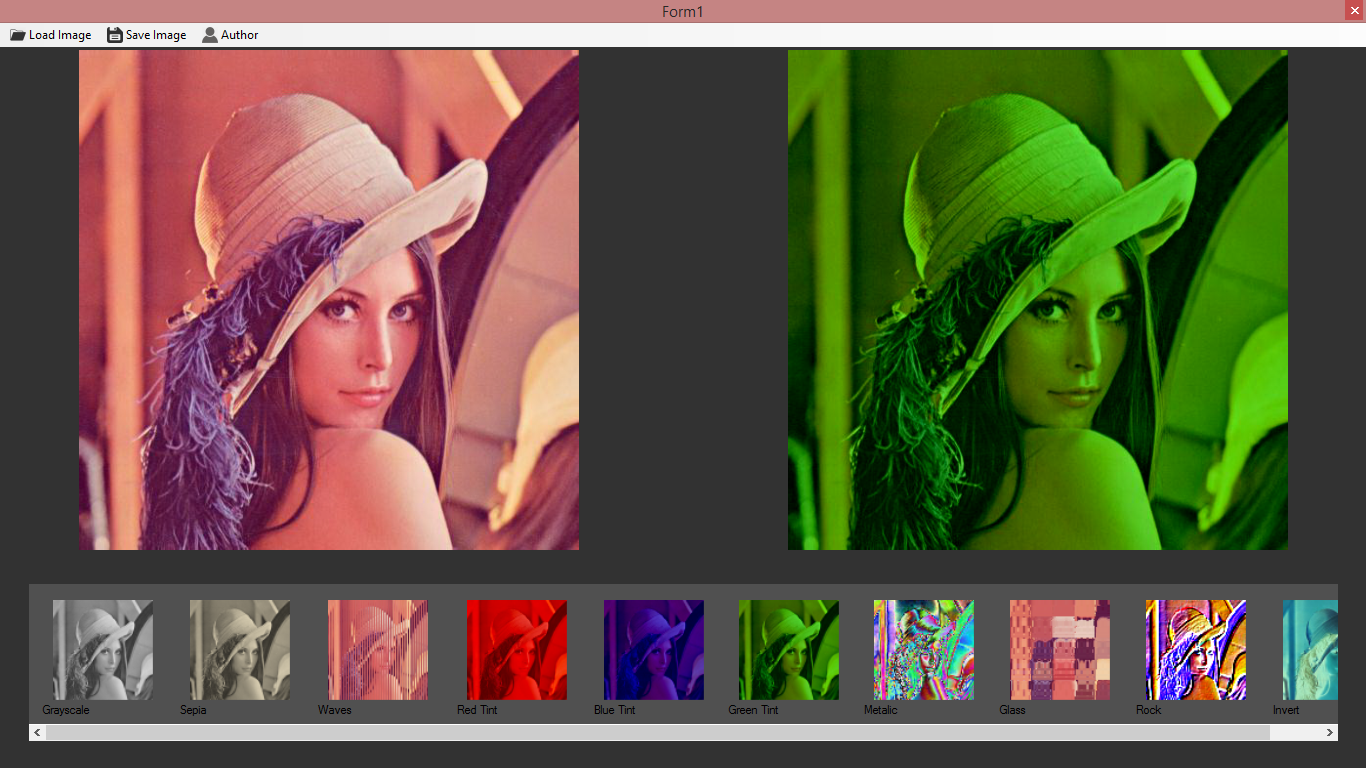 Form1
Load Image Save Image Author
Grayscale Sepia Waves Red Tint Blue Tint Green Tint Metalic Glass Rock Invert